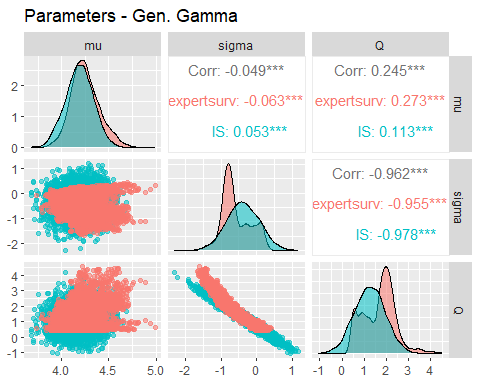 Parameters - Gen. Gamma
mu
sigma
Q
Corr: -0.049***
expertsurv: -0.063***
IS: 0.053***
Corr: 0.245***
expertsurv: 0.273***
IS: 0.113***
mu
2
1
0
Corr: -0.962***
expertsurv: -0.955***
IS: -0.978***
sigma
1
0
-1
-2
Q
4
3
2
1
0
-1
4.0 4.5 5.0
-2 -1 0 1
-1 0 1 2 3 4